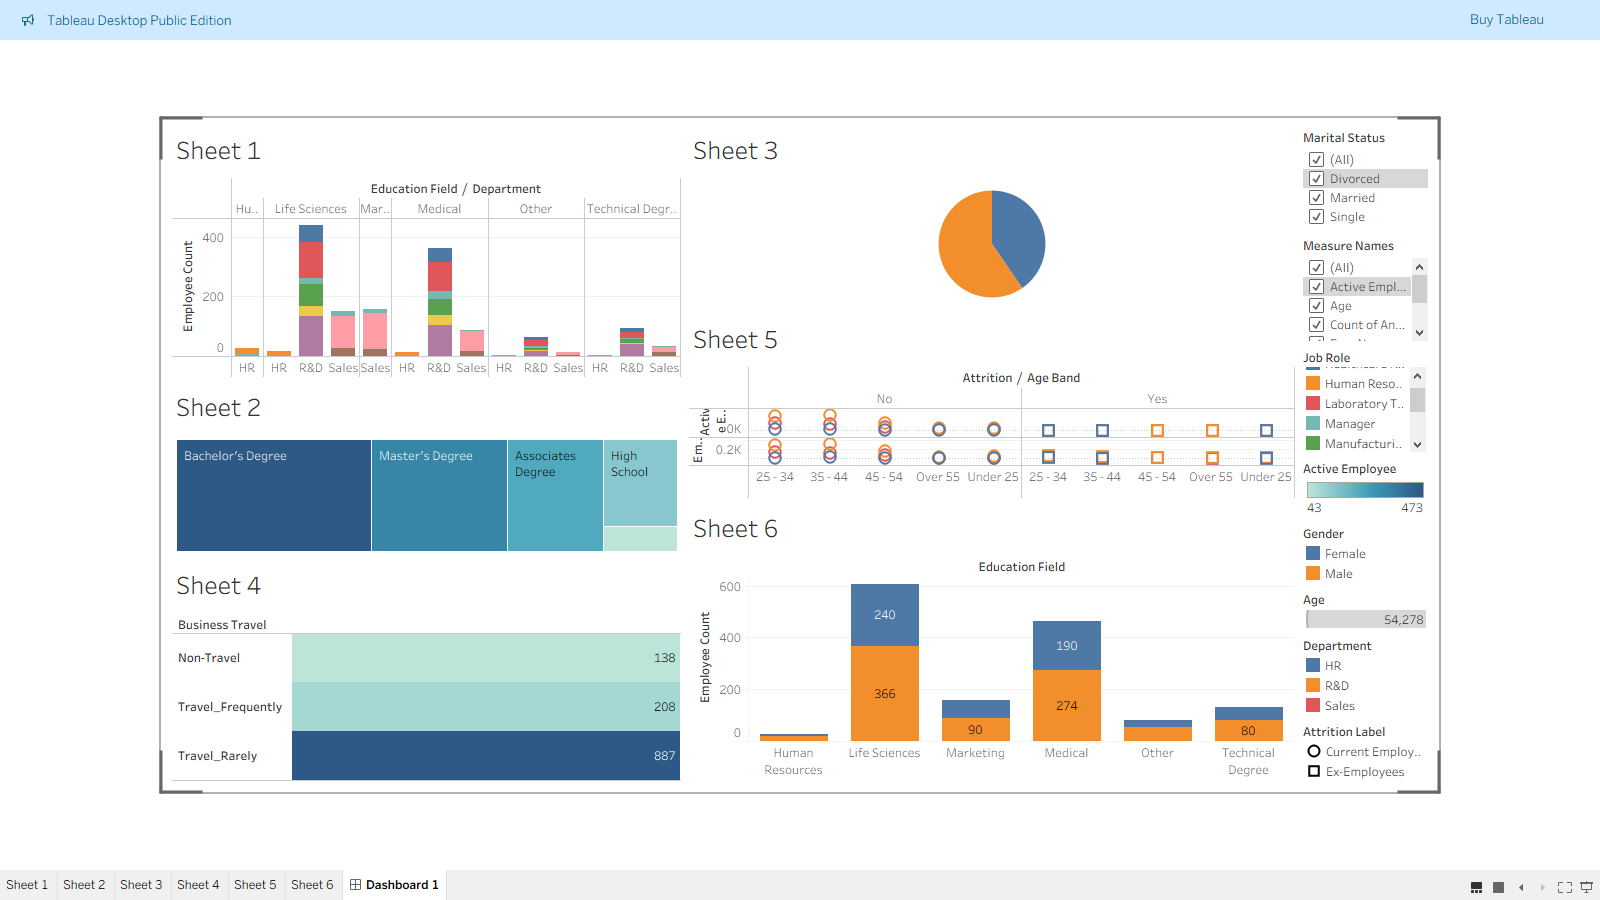 Tableau Desktop Public Edition
Buy Tableau
Sheet 1
Education Field / Department
Hu..
Life Sciences
Mar..
Medical
Other
Technical Degr..
Employee Count
400
200
0
HR
HR
R&D
Sales
Sales
HR
R&D
Sales
HR
R&D
Sales
HR
R&D
Sales
Sheet 2
Bachelor's Degree
Master's Degree
Associates
Degree
High
School
Sheet 4
Business Travel
Non-Travel
138
Travel_Frequently
208
Travel_Rarely
887
Sheet 3
Sheet 5
Attrition / Age Band
No
Yes
Activ
e E..
0K
Em..
0.2K
25 - 34
35 - 44
45 - 54
Over 55
Under 25
25 - 34
35 - 44
45 - 54
Over 55
Under 25
Sheet 6
Education Field
Employee Count
600
400
200
0
240
366
90
190
274
80
Human
Resources
Life Sciences
Marketing
Medical
Other
Technical
Degree
Marital Status
(All)
Divorced
Married
Single
Measure Names
(All)
Active Empl...
Age
Count of An...
Job Role
Human Reso..
Laboratory T..
Manager
Manufacturi..
Active Employee
43
473
Gender
Female
Male
Age
54,278
Department
HR
R&D
Sales
Attrition Label
Current Employ..
Ex-Employees
Sheet 1
Sheet 2
Sheet 3
Sheet 4
Sheet 5
Sheet 6
Dashboard 1